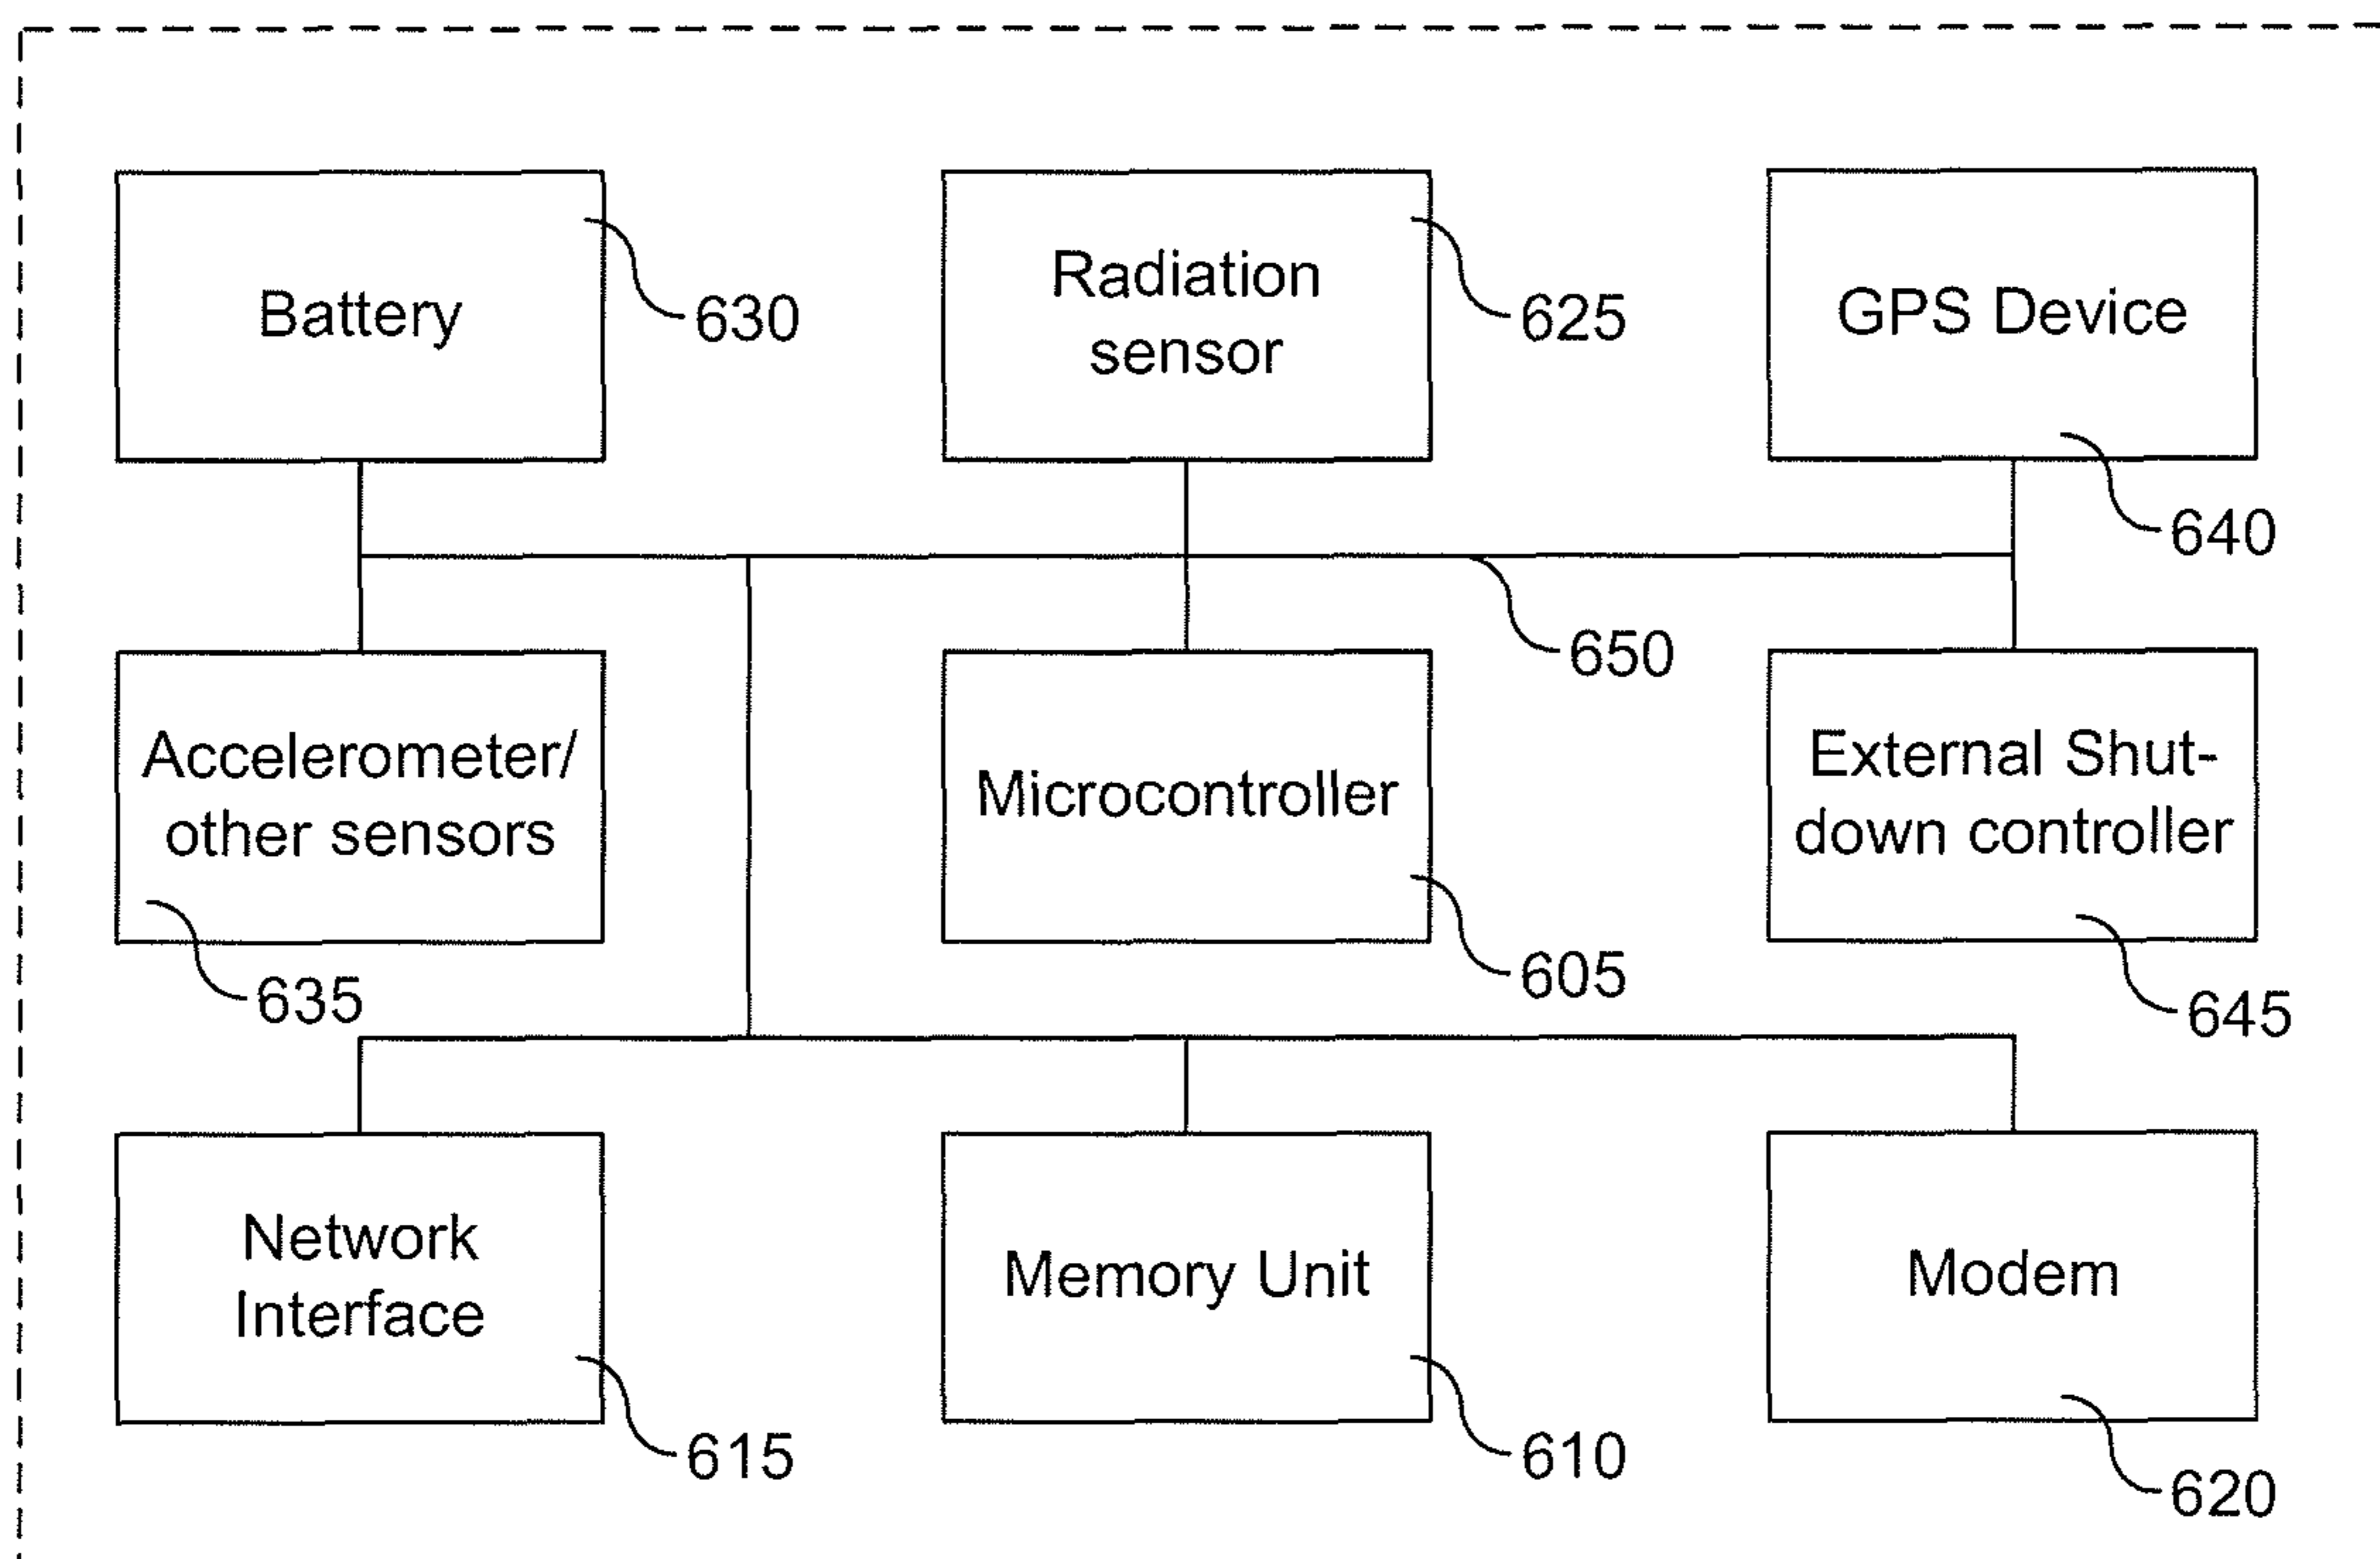 Battery
630
Radiation
sensor
625
GPS Device
640
650
Accelerometer/
other sensors
635
Microcontroller
605
External Shut-
down controller
645
Network
Interface
615
Memory Unit
610
Modem
620